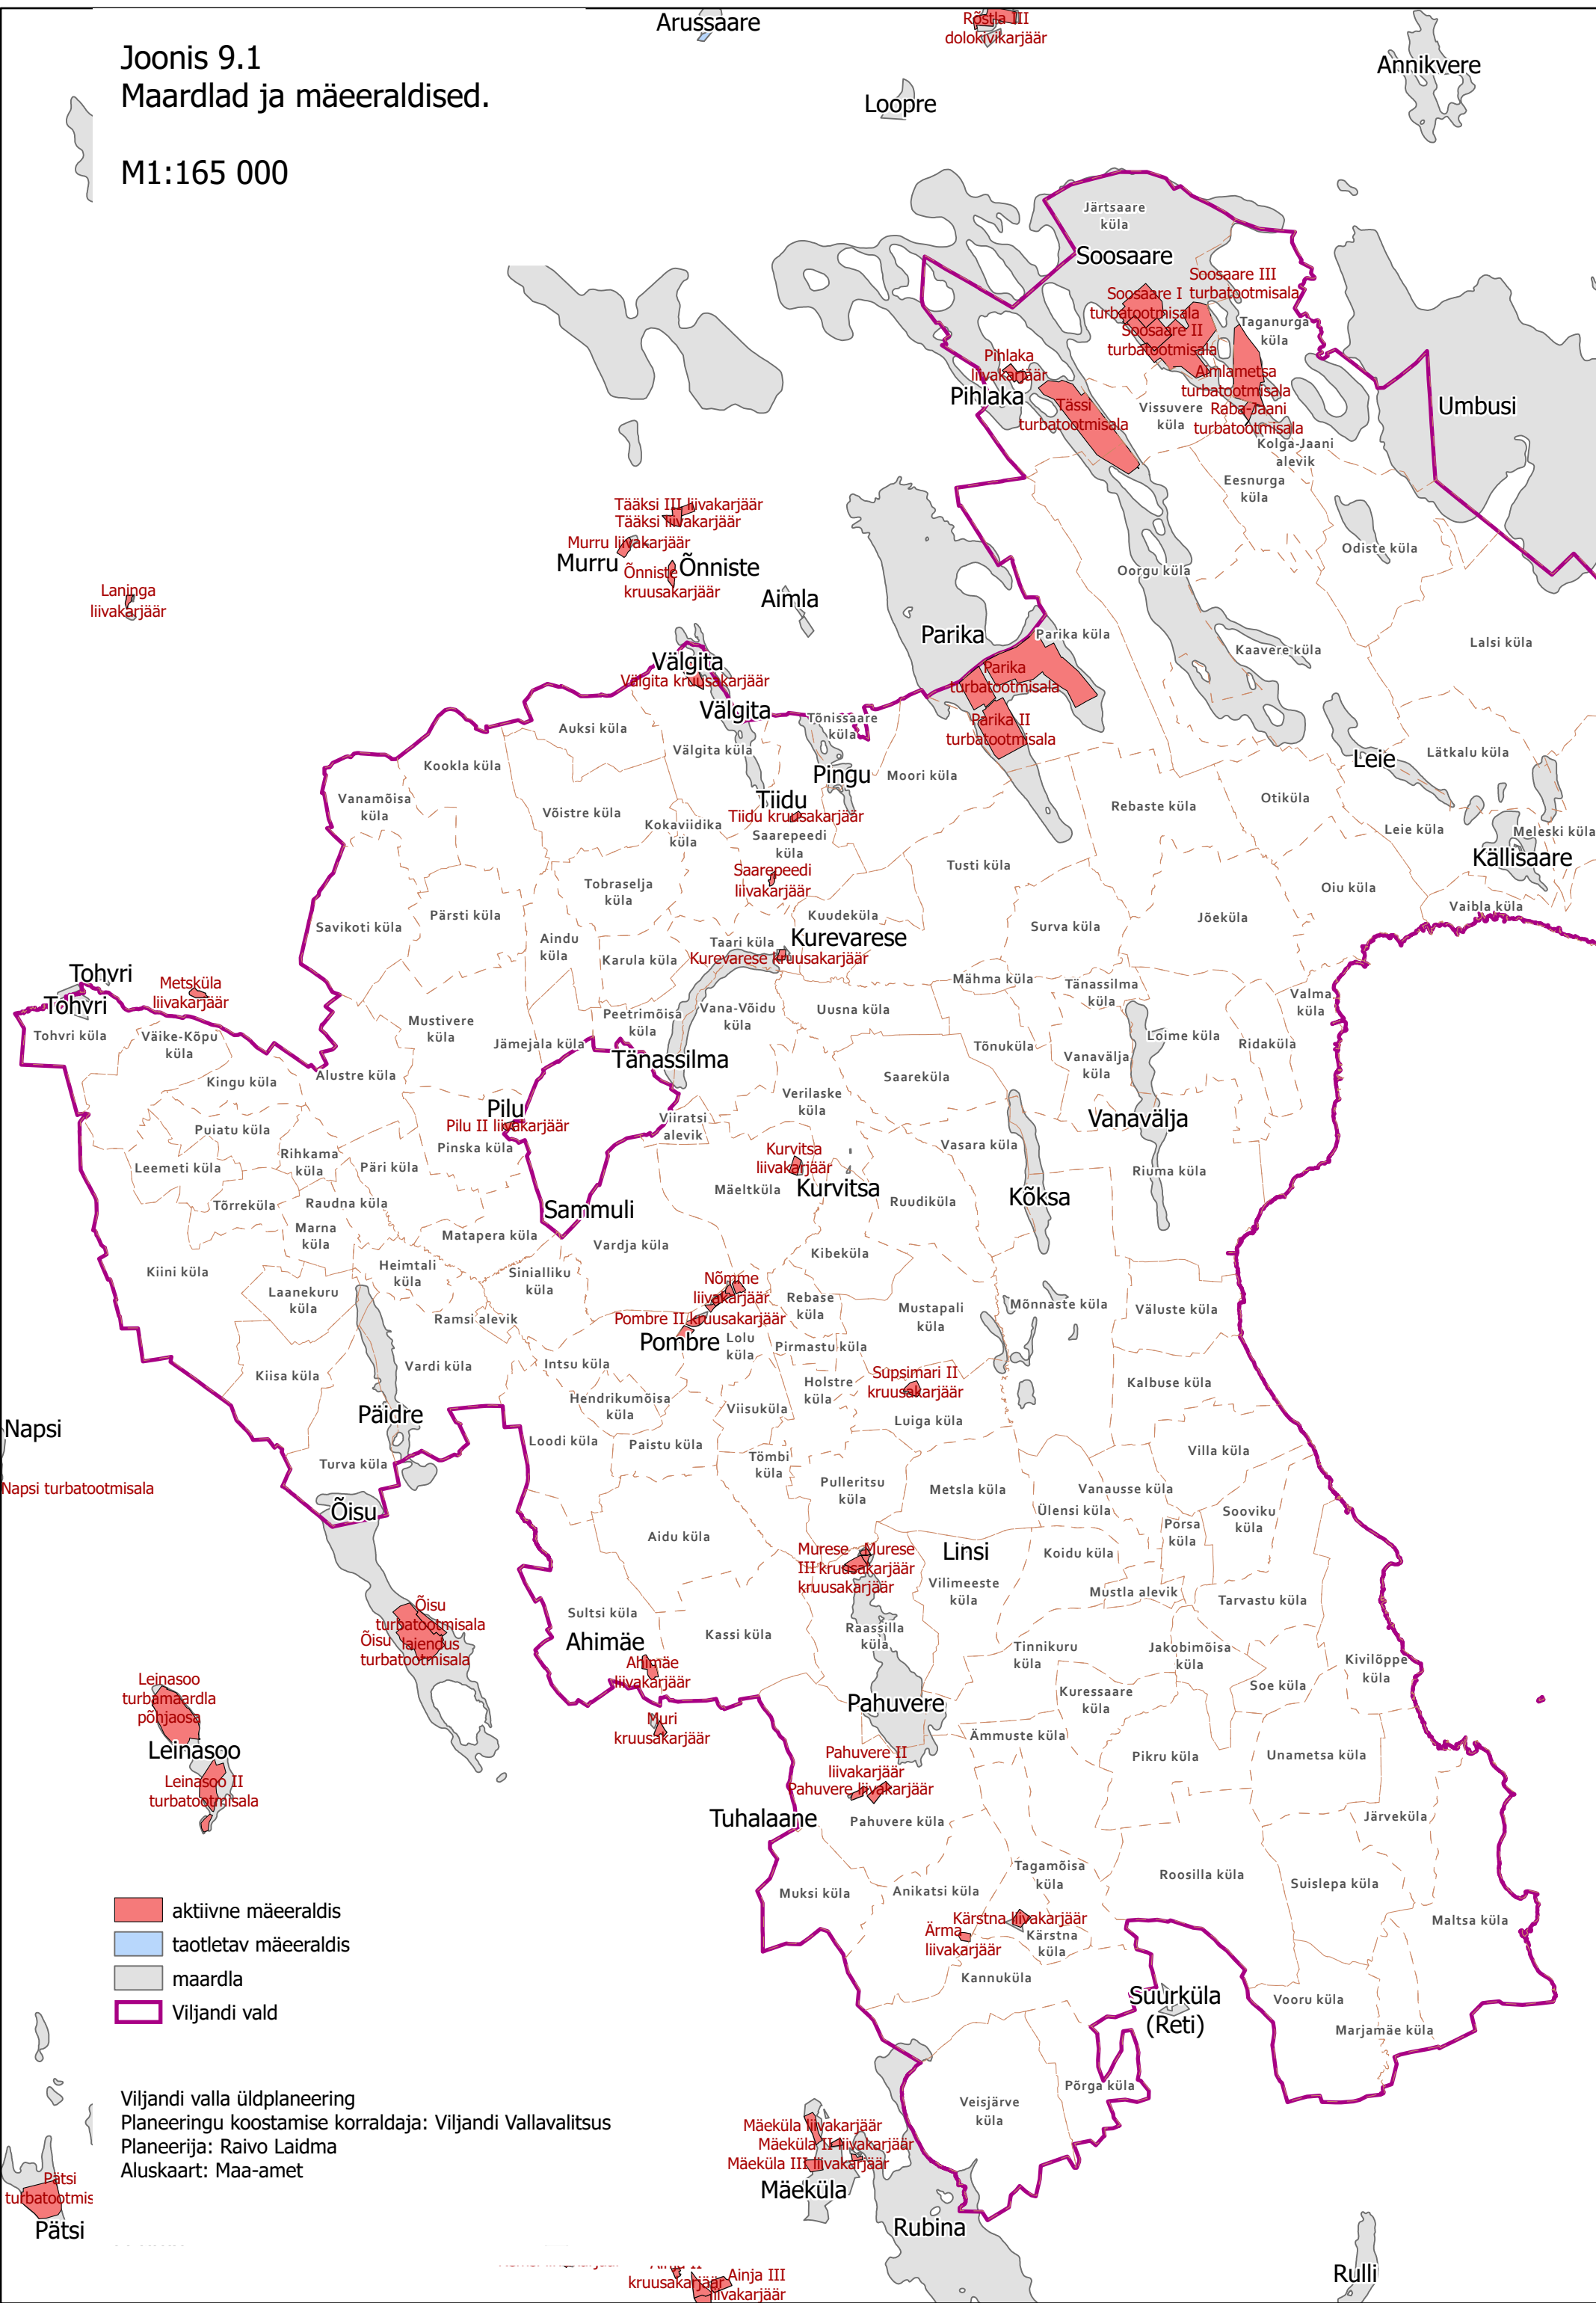 Joonis 9.1
Maardlad ja mäeeraldised.
M1:165 000
Arussaare
Röstla III
dolokivikarjäär
Annikvere
Loopre
Järtsaare
küla
Soosaare
Soosaare III
turbatootmisala
Soosaare I
turbatootmisala
Soosaare II
turbatootmisala
Taganurga
küla
Pihlaka
liivakarjäär
Pihlaka
Aimlametsa
turbatootmisala
Tässi
turbatootmisala
Vissuvere
küla
Raba-Jaani
turbatootmisala
Umbusi
Kolga-Jaani
alevik
Eesnurga
küla
Tääksi III liivakarjäär
Tääksi liivakarjäär
Murru liivakarjäär
Murru
Õnniste
Õnniste
kruusakarjäär
Odiste küla
Oorgu küla
Laninga
liivakarjäär
Aimla
Parika
Parika küla
Lalsi küla
Kaavere küla
Välgita
Välgita kruusakarjäär
Parika
turbatootmisala
Välgita
Tõnissaare
küla
Parika II
turbatootmisala
Auksi küla
Välgita küla
Kookla küla
Pingu
Moori küla
Leie
Lätkalu küla
Vanamõisa
küla
Võistre küla
Tiidu
Tiidu kruusakarjäär
Rebaste küla
Otiküla
Kokaviidika
küla
Saarepeedi
küla
Leie küla
Meleski küla
Källisaare
Saarepeedi
liivakarjäär
Tusti küla
Tobraselja
küla
Oiu küla
Vaibla küla
Savikoti küla
Pärsti küla
Kuudeküla
Surva küla
Jõeküla
Aindu
küla
Karula küla
Taari küla
Kurevarese
Kurevarese kruusakarjäär
Tohvri
Tohvri
Metsküla
liivakarjäär
Mähma küla
Tänassilma
küla
Valma
küla
Tohvri küla
Väike-Kõpu
küla
Mustivere
küla
Peetrimõisa
küla
Vana-Võidu
küla
Uusna küla
Jämejala küla
Tänassilma
Tõnuküla
Vanavälja
küla
Loime küla
Ridaküla
Kingu küla
Alustre küla
Saareküla
Verilaske
küla
Pilu
Pilu II liivakarjäär
Viiratsi
alevik
Vanavälja
Puiatu küla
Pinska küla
Leemeti küla
Rihkama
küla
Päri küla
Kurvitsa
liivakarjäär
Vasara küla
Riuma küla
Mäeltküla
Kurvitsa
Ruudiküla
Kõksa
Tõrreküla
Raudna küla
Sammuli
Marna
küla
Matapera küla
Vardja küla
Kibeküla
Kiini küla
Heimtali
küla
Sinialliku
küla
Laanekuru
küla
Nõmme
liivakarjäär
Rebase
küla
Mustapali
küla
Mõnnaste küla
Väluste küla
Ramsi alevik
Pombre II kruusakarjäär
Pombre
Lolu
küla
Pirmastu küla
Kiisa küla
Vardi küla
Intsu küla
Supsimari II
kruusakarjäär
Holstre
küla
Kalbuse küla
Hendrikumõisa
küla
Viisuküla
Luiga küla
Napsi
Päidre
Loodi küla
Paistu küla
Villa küla
Turva küla
Tömbi
küla
Napsi turbatootmisala
Pulleritsu
küla
Metsla küla
Vanausse küla
Õisu
Ülensi küla
Sooviku
küla
Porsa
küla
Aidu küla
Murese
III kruusakarjäär
kruusakarjäär
Murese
Linsi
Koidu küla
Vilimeeste
küla
Mustla alevik
Tarvastu küla
Õisu
turbatootmisala
laiendus
Õisu
turbatootmisala
Sultsi küla
Ahimäe
Ahimäe
liivakarjäär
Kassi küla
Raassilla
küla
Tinnikuru
küla
Jakobimõisa
küla
Kivilõppe
küla
Leinasoo
turbamaardla
põhjaosa
Leinasoo
Leinasoo II
turbatootmisala
Kuressaare
küla
Soe küla
Pahuvere
Muri
kruusakarjäär
Ämmuste küla
Pikru küla
Unametsa küla
Pahuvere II
liivakarjäär
Pahuvere liivakarjäär
Tuhalaane
Pahuvere küla
Järveküla
Tagamõisa
küla
Roosilla küla
Suislepa küla
Muksi küla
Anikatsi küla
Maltsa küla
Kärstna liivakarjäär
Ärma
liivakarjäär
Kärstna
küla
Kannuküla
Suurküla
(Reti)
Vooru küla
Marjamäe küla
Põrga küla
Veisjärve
küla
aktiivne mäeeraldis
taotletav mäeeraldis
maardla
Viljandi vald
Viljandi valla üldplaneering
Planeeringu koostamise korraldaja: Viljandi Vallavalitsus
Planeerija: Raivo Laidma
Aluskaart: Maa-amet
Mäeküla liivakarjäär
Mäeküla II liivakarjäär
Mäeküla III liivakarjäär
Mäeküla
Rubina
Pätsi
turbatootmis
Pätsi
kruusakarjäär
Ainja III
liivakarjäär
Rulli